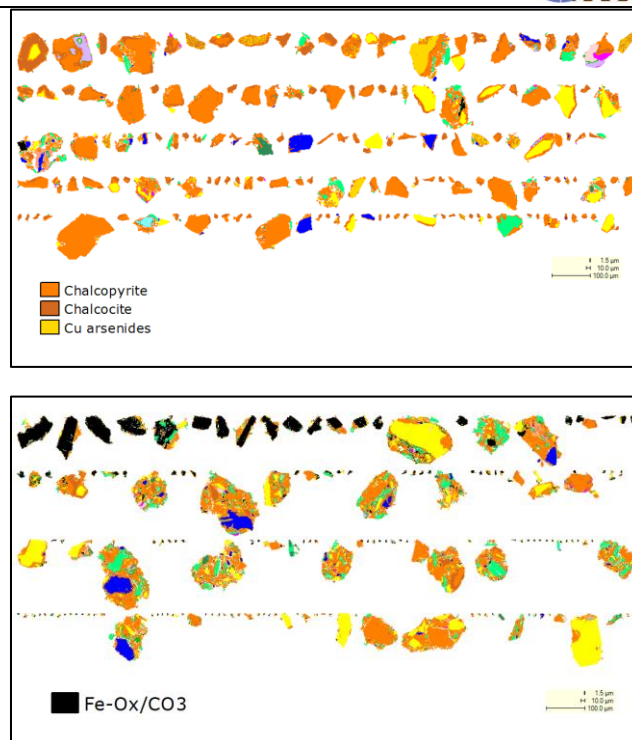 1.5 µm
10.0 µm
100.0 µm
Chalcopyrite
Chalcocite
Cu arsenides
1.5 µm
10.0 µm
100.0 µm
Fe-Ox/CO3